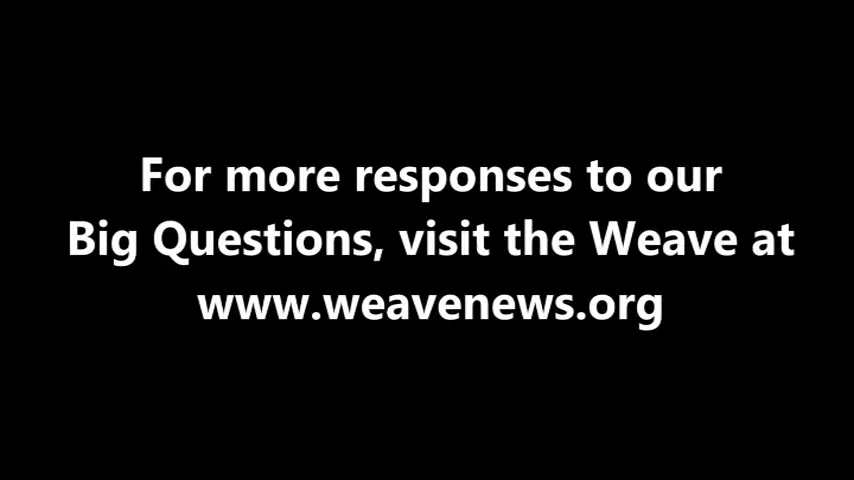 For more responses to our
Big Questions, visit the Weave at
www.weavenews.org